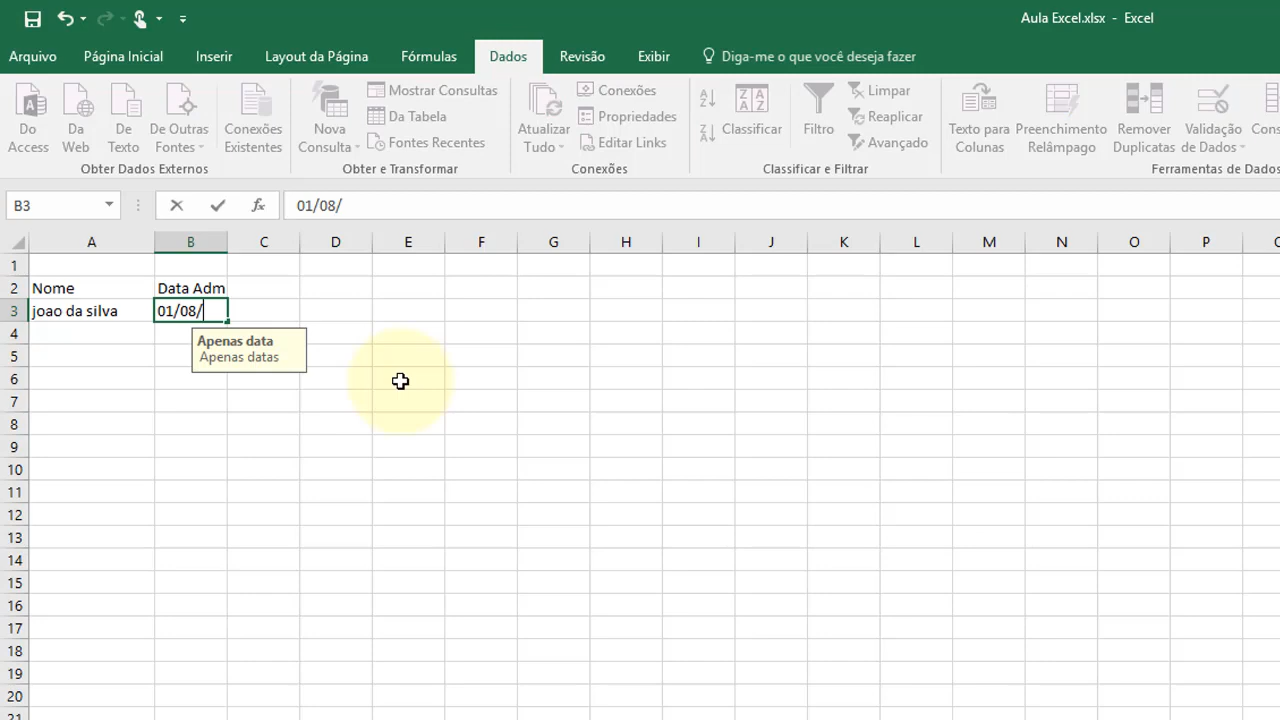 Aula Excel.xlsx - Excel
Arquivo Página Inicial Inserir Layout da Página Fórmulas Dados Revisão Exibir Diga-me o que você deseja fazer
Do Access
Da Web
De Texto
De Outras Fontes
Conexões Existentes
Obter Dados Externos
Nova Consulta
Mostrar Consultas
Da Tabela
Fontes Recentes
Obter e Transformar
Atualizar Tudo
Conexões
Propriedades
Editar Links
Conexões
Classificar
Filtro
Limpar
Reaplicar
Avançado
Classificar e Filtrar
Texto para Colunas
Preenchimento Relâmpago
Remover Duplicatas
Validação de Dados
Cons
Ferramentas de Dados
B3 fx 01/08/
A B C D E F G H I J K L M N O P
1
2 Nome Data Adm
3 joao da silva 01/08/
Apenas data
Apenas datas
4
5
6
7
8
9
10
11
12
13
14
15
16
17
18
19
20
21